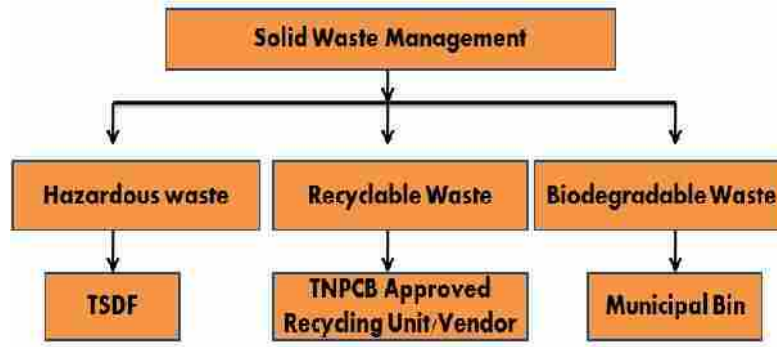 Solid Waste Management
Hazardous waste
Recyclable Waste
Biodegradable Waste
TSDF
TNPCB Approved
Recycling Unit/Vendor
Municipal Bin